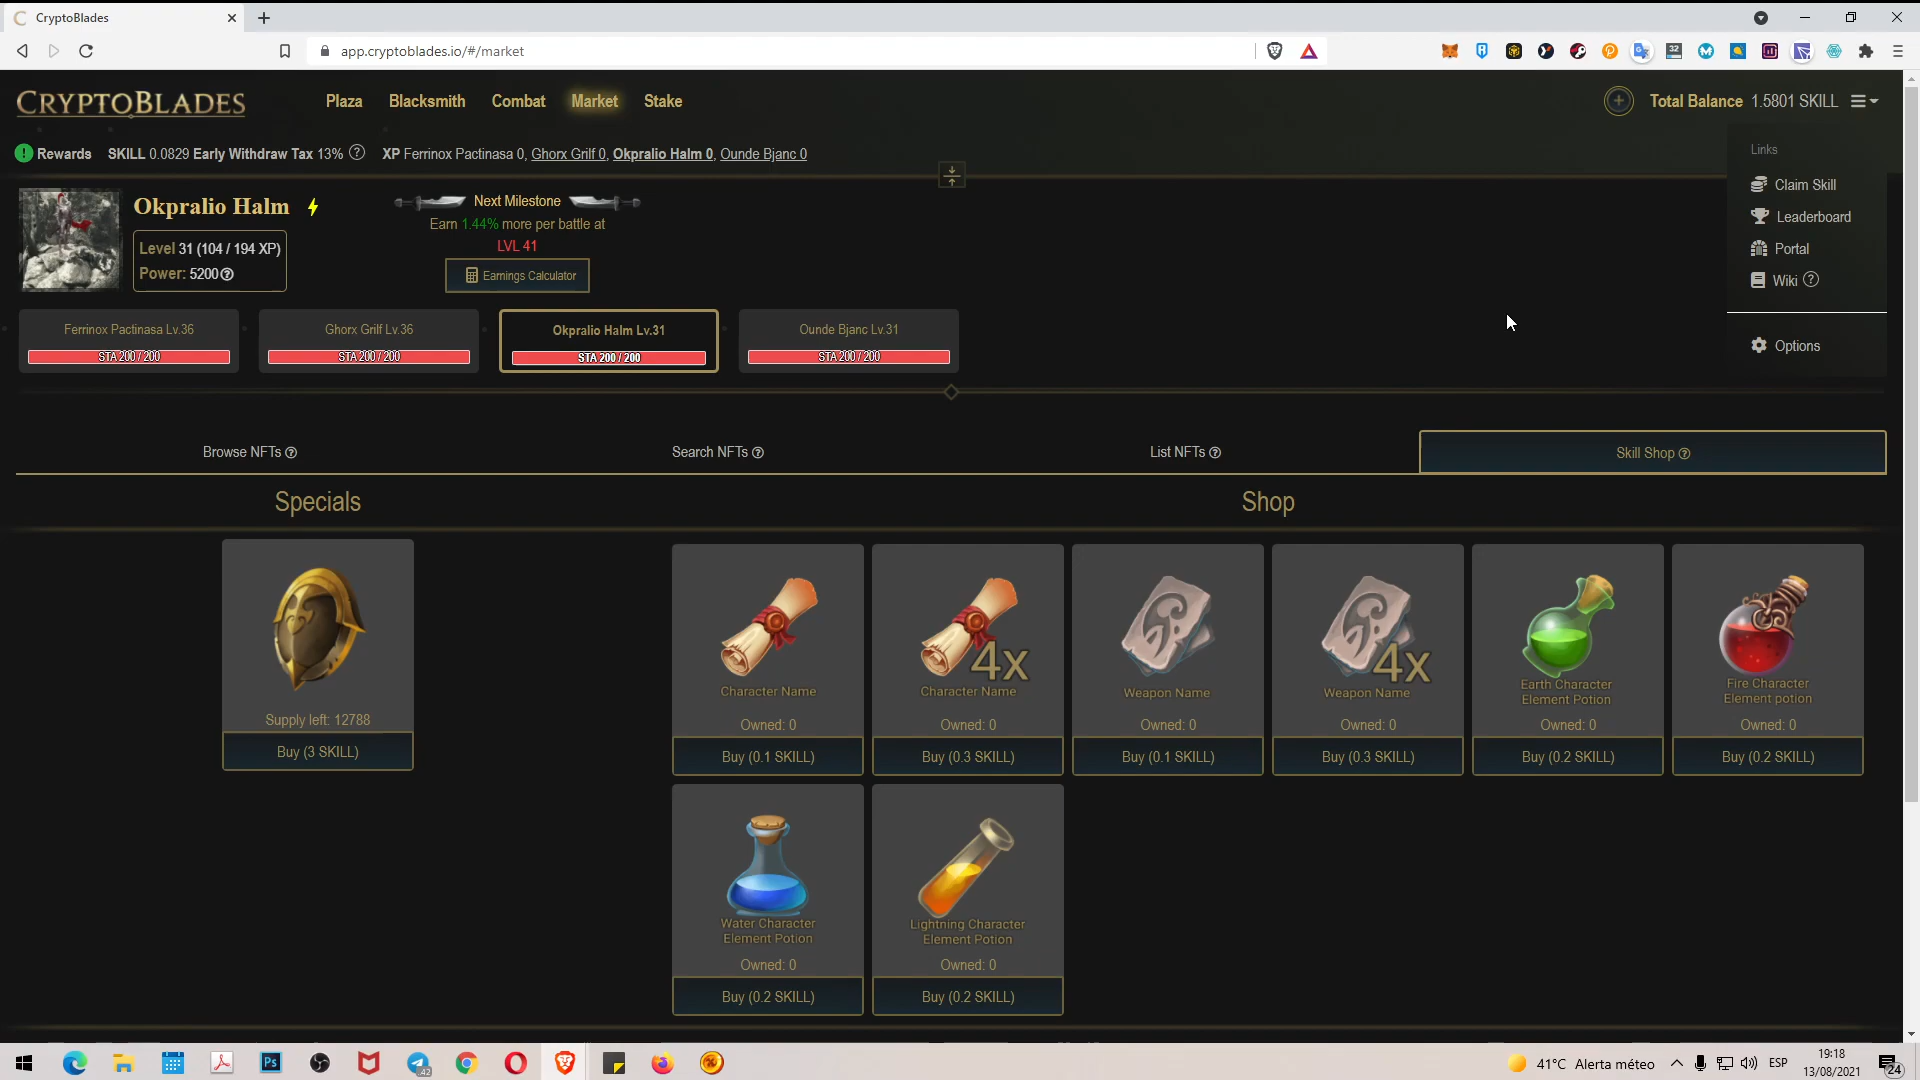 CryptoBlades
app.cryptoblades.io/#/market
32
CRYPTOBLADES
Plaza Blacksmith Combat Market Stake
Total Balance 1.5801 SKILL
Rewards SKILL 0.0829 Early Withdraw Tax 13% XP Ferrinox Pactinasa 0, Ghorx Grilf 0, Okpralio Halm 0, Ounde Bjanc 0
Links
Claim Skill
Leaderboard
Portal
Wiki
Options
Okpralio Halm
Level 31 (104 / 194 XP)
Power: 5200
Next Milestone
Earn 1.44% more per battle at
LVL 41
Earnings Calculator
Ferrinox Pactinasa Lv.36
STA 200 / 200
Ghorx Grilf Lv.36
STA 200 / 200
Okpralio Halm Lv.31
STA 200 / 200
Ounde Bjanc Lv.31
STA 200 / 200
Browse NFTs
Search NFTs
List NFTs
Skill Shop
Specials
Shop
Supply left: 12788
Buy (3 SKILL)
Character Name
Owned: 0
Buy (0.1 SKILL)
4x
Character Name
Owned: 0
Buy (0.3 SKILL)
Weapon Name
Owned: 0
Buy (0.1 SKILL)
4x
Weapon Name
Owned: 0
Buy (0.3 SKILL)
Earth Character
Element Potion
Owned: 0
Buy (0.2 SKILL)
Fire Character
Element potion
Owned: 0
Buy (0.2 SKILL)
Water Character
Element Potion
Owned: 0
Buy (0.2 SKILL)
Lightning Character
Element Potion
Owned: 0
Buy (0.2 SKILL)
Ps
42
41°C Alerta méteo
ESP
19:18
13/08/2021
24